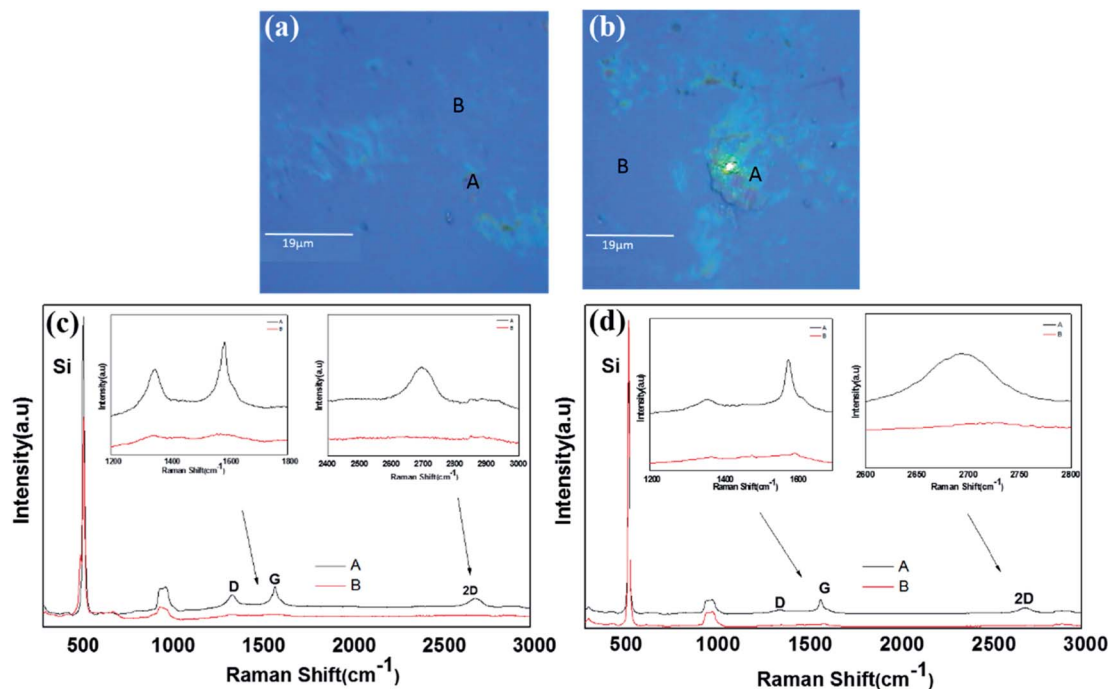 (a)
B
A
19μm
(b)
B
A
19μm
(c)
Si
Intensity(a.u)
Intensity(a.u)
A
B
1200 1400 1600 1800
Raman Shift(cm-1)
Intensity(a.u)
A
B
2400 2500 2600 2700 2800 2900 3000
Raman Shift(cm-1)
D
G
2D
A
B
500 1000 1500 2000 2500 3000
Raman Shift(cm-1)
(d)
Si
Intensity(a.u)
Intensity(a.u)
A
B
1200 1400 1600
Raman Shift(cm-1)
Intensity(a.u)
A
B
2600 2650 2700 2750 2800
Raman Shift(cm-1)
D
G
2D
A
B
500 1000 1500 2000 2500 3000
Raman Shift(cm-1)